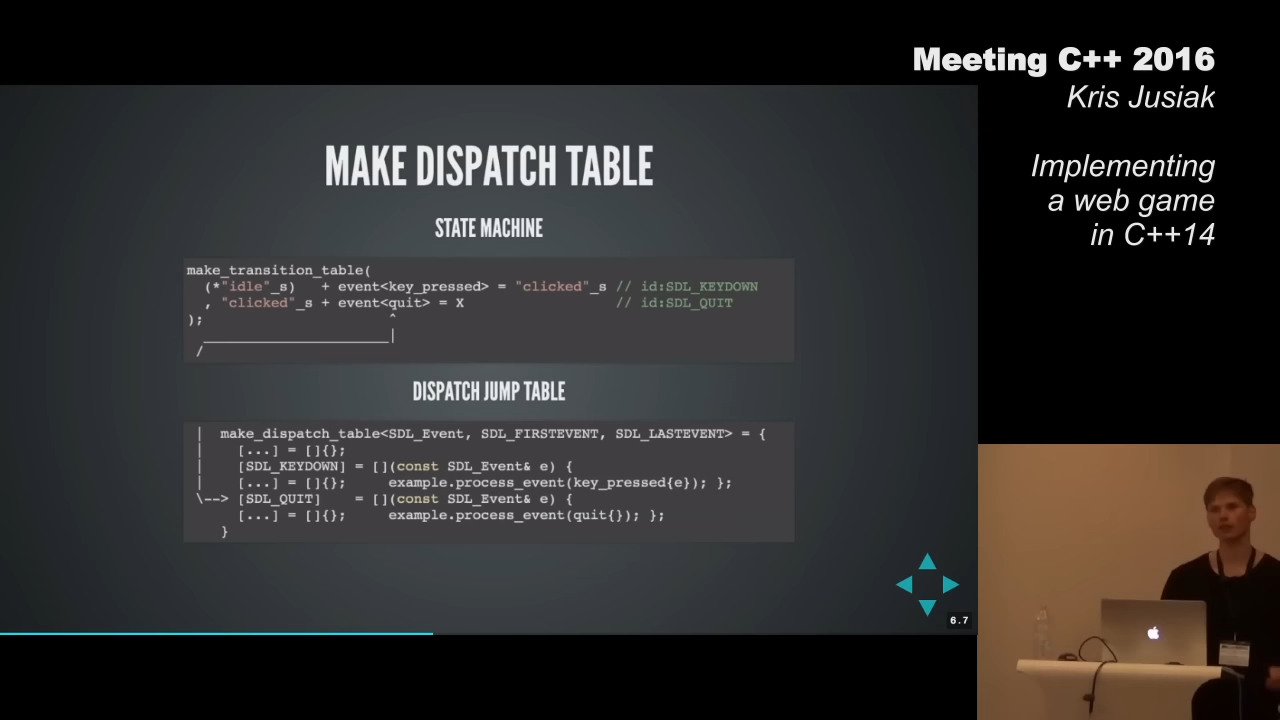 Meeting C++ 2016
Kris Jusiak
Implementing
a web game
in C++14
MAKE DISPATCH TABLE
STATE MACHINE
make_transition_table(
  (*"idle"_s)   + event<key_pressed> = "clicked"_s // id:SDL_KEYDOWN
  , "clicked"_s + event<quit> = X                  // id:SDL_QUIT
);                      ^
  ______________________|
 /
DISPATCH JUMP TABLE
|  make_dispatch_table<SDL_Event, SDL_FIRSTEVENT, SDL_LASTEVENT> = {
|    [...] = []{};
|    [SDL_KEYDOWN] = [](const SDL_Event& e) {
|    [...] = []{};     example.process_event(key_pressed{e}); };
\--> [SDL_QUIT]    = [](const SDL_Event& e) {
     [...] = []{};     example.process_event(quit{}); };
   }
6.7